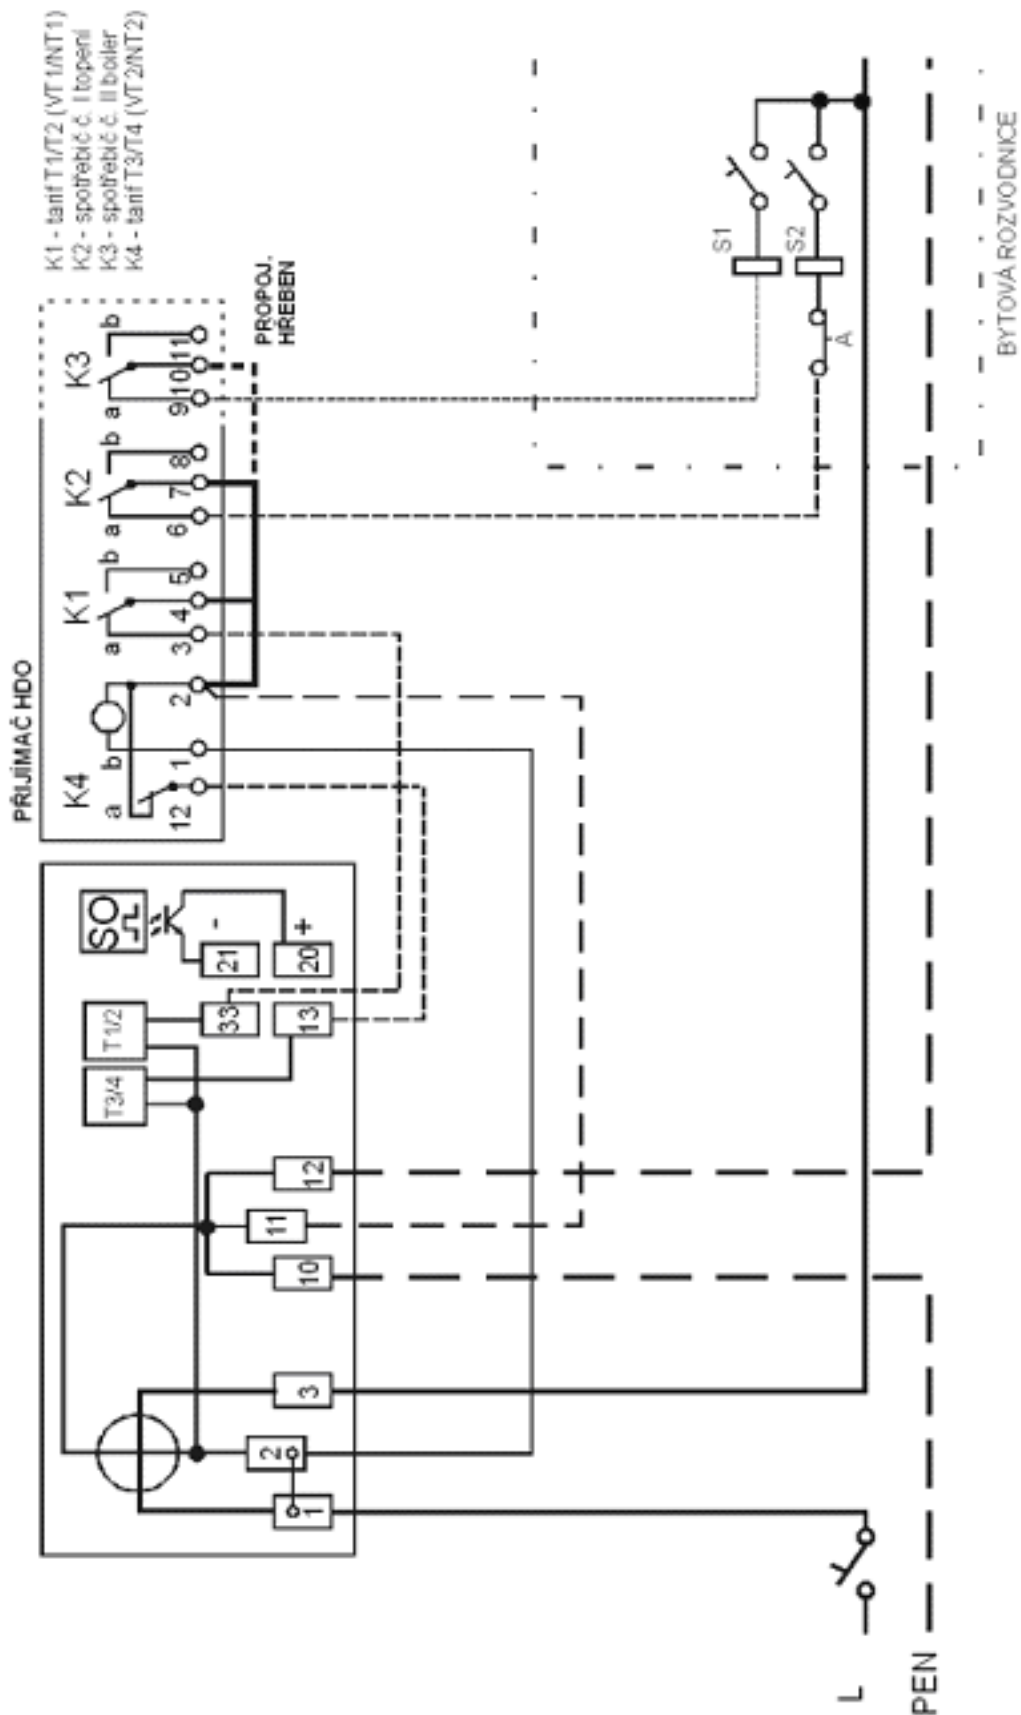 PŘIJÍMAČ HDO
K4
K1
K2
K3
a
b
a
b
a
b
a
b
12
1
2
3
4
5
6
7
8
9
10
11
K1 - tarif T1/T2 (VT1/NT1)
K2 - spotřebič č. I topení
K3 - spotřebič č. II boiler
K4 - tarif T3/T4 (VT2/NT2)
PROPOJ.
HŘEBEN
SO
T1/2
T3/4
33
21
-
13
20
+
1
2
3
10
11
12
S1
S2
A
L
PEN
BYTOVÁ ROZVODNICE